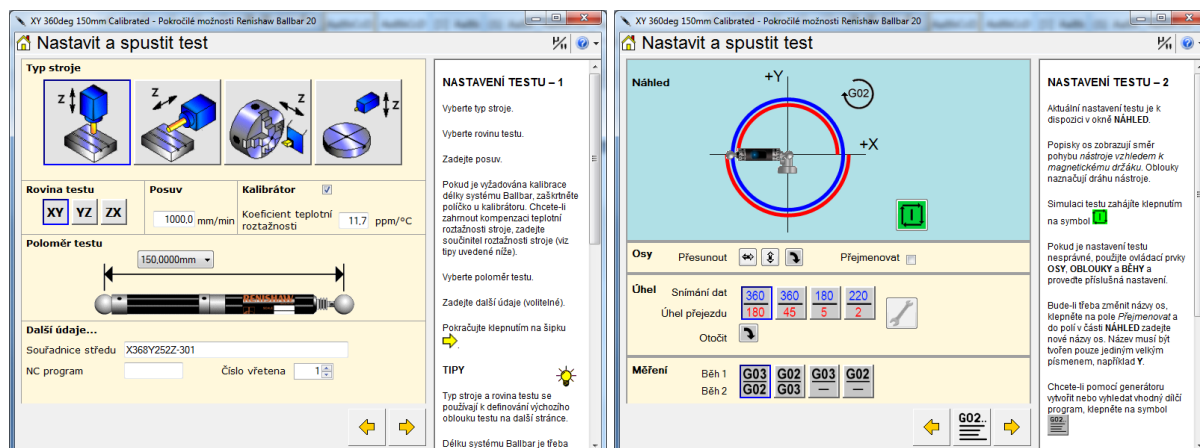 XY 360deg 150mm Calibrated - Pokročilé možnosti Renishaw Ballbar 20
Nastavit a spustit test
Typ stroje
Z
Z
Z
Z
Rovina testu
Posuv
Kalibrátor
XY YZ ZX
1000,0 mm/min
Koeficient teplotní
roztažnosti
11,7 ppm/°C
Poloměr testu
150,0000mm
RENISHAW
Další údaje...
Souřadnice středu X368Y252Z-301
NC program
Číslo vřetena 1
NASTAVENÍ TESTU – 1
Vyberte typ stroje.
Vyberte rovinu testu.
Zadejte posuv.
Pokud je vyžadována kalibrace
délky systému Ballbar, zaškrtněte
políčko u kalibrátoru. Chcete-li
zahrnout kompenzaci teplotní
roztažnosti stroje, zadejte
součinitel roztažnosti stroje (viz
tipy uvedené níže).
Vyberte poloměr testu.
Zadejte další údaje (volitelné).
Pokračujte klepnutím na šipku
.
TIPY
Typ stroje a rovina testu se
používají k definování výchozího
oblouku testu na další stránce.
Délku systému Ballbar je třeba
XY 360deg 150mm Calibrated - Pokročilé možnosti Renishaw Ballbar 20
Nastavit a spustit test
Náhled
+Y
G02
+X
Osy
Přesunout
Přejmenovat
Úhel
Snímání dat 360 360 180 220
Úhel přejezdu 180 45 5 2
Otočit
Měření
Běh 1 G03 G02 G03 G02
Běh 2 G02 G03 — —
G02..
NASTAVENÍ TESTU – 2
Aktuální nastavení testu je k
dispozici v okně NÁHLED.
Popisky os zobrazují směr
pohybu nástroje vzhledem k
magnetickému držáku. Oblouky
naznačují dráhu nástroje.
Simulaci testu zahájíte klepnutím
na symbol
Pokud je nastavení testu
nesprávné, použijte ovládací prvky
OSY, OBLOUKY a BĚHY a
proveďte příslušná nastavení.
Bude-li třeba změnit názvy os,
klepněte na pole Přejmenovat a
do polí v části NÁHLED zadejte
nové názvy os. Název musí být
tvořen pouze jediným velkým
písmenem, například Y.
Chcete-li pomocí generátoru
vytvořit nebo vyhledat vhodný dílčí
program, klepněte na symbol
G02..